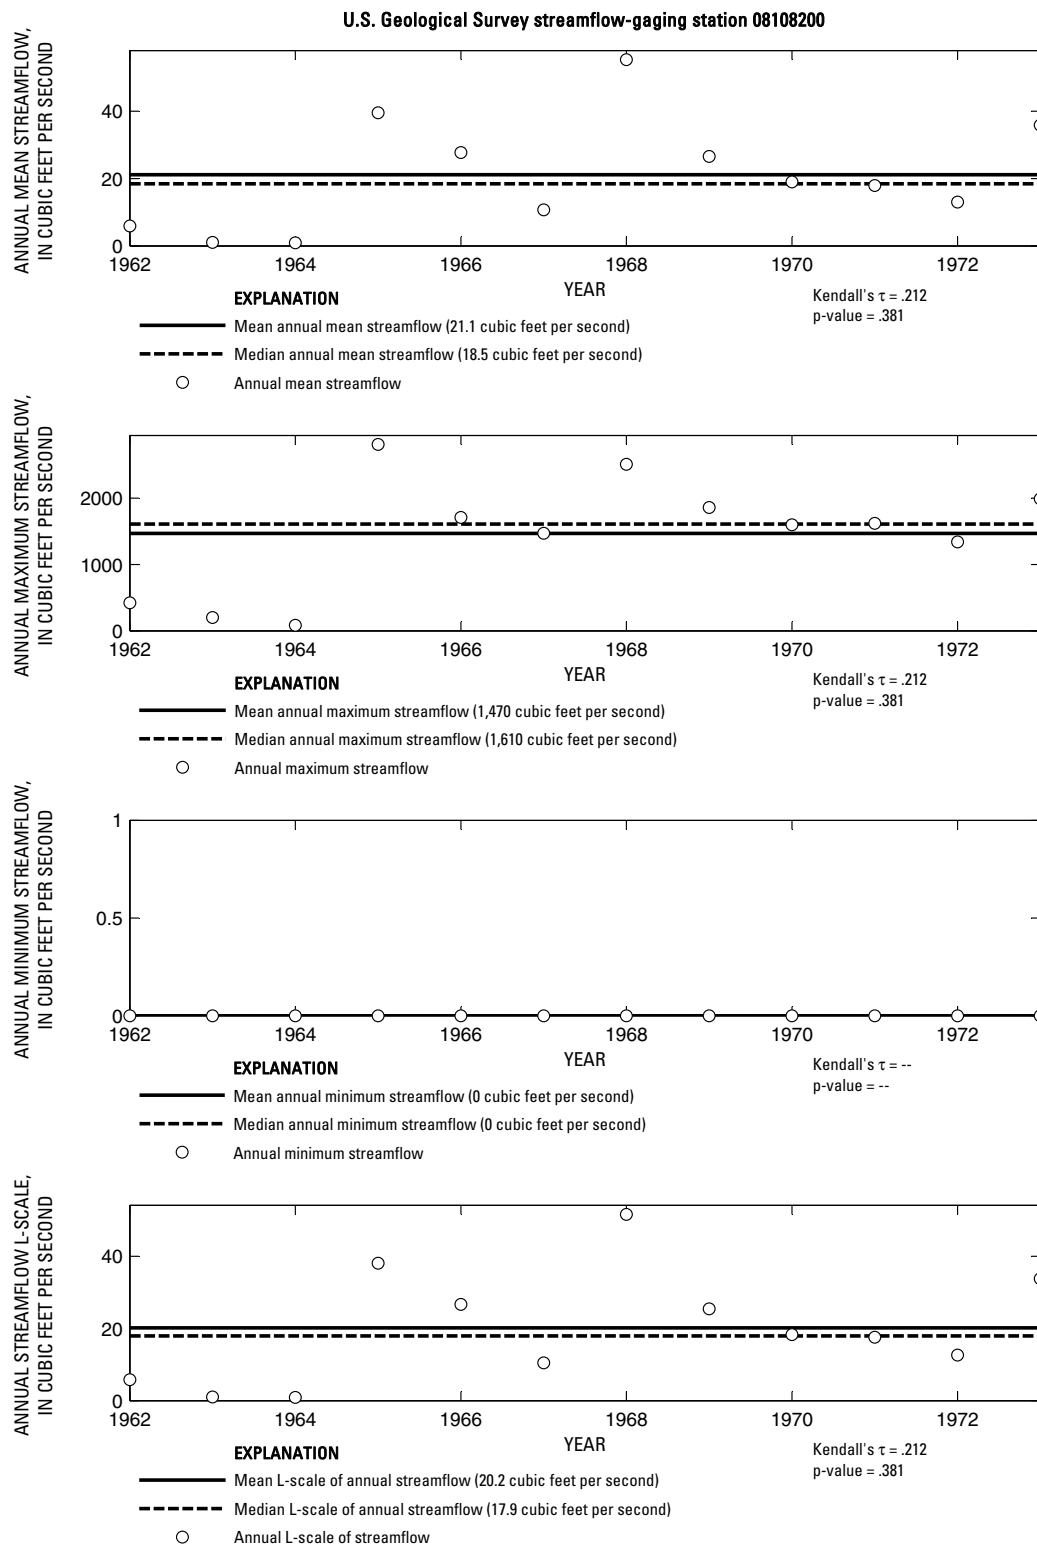 U.S. Geological Survey streamflow-gaging station 08108200
ANNUAL MEAN STREAMFLOW,
IN CUBIC FEET PER SECOND
40
20
0
1962 1964 1966 1968 1970 1972
YEAR
Kendall's τ = .212
p-value = .381
EXPLANATION
Mean annual mean streamflow (21.1 cubic feet per second)
Median annual mean streamflow (18.5 cubic feet per second)
Annual mean streamflow
ANNUAL MAXIMUM STREAMFLOW,
IN CUBIC FEET PER SECOND
2000
1000
0
1962 1964 1966 1968 1970 1972
YEAR
Kendall's τ = .212
p-value = .381
EXPLANATION
Mean annual maximum streamflow (1,470 cubic feet per second)
Median annual maximum streamflow (1,610 cubic feet per second)
Annual maximum streamflow
ANNUAL MINIMUM STREAMFLOW,
IN CUBIC FEET PER SECOND
1
0.5
0
1962 1964 1966 1968 1970 1972
YEAR
Kendall's τ = --
p-value = --
EXPLANATION
Mean annual minimum streamflow (0 cubic feet per second)
Median annual minimum streamflow (0 cubic feet per second)
Annual minimum streamflow
ANNUAL STREAMFLOW L-SCALE,
IN CUBIC FEET PER SECOND
40
20
0
1962 1964 1966 1968 1970 1972
YEAR
Kendall's τ = .212
p-value = .381
EXPLANATION
Mean L-scale of annual streamflow (20.2 cubic feet per second)
Median L-scale of annual streamflow (17.9 cubic feet per second)
Annual L-scale of streamflow